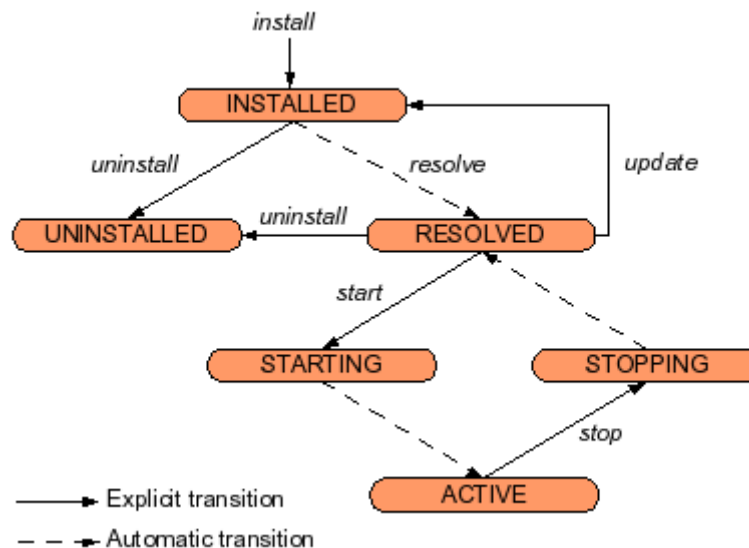 install
INSTALLED
uninstall
resolve
update
UNINSTALLED
uninstall
RESOLVED
start
STARTING
STOPPING
stop
ACTIVE
Explicit transition
Automatic transition